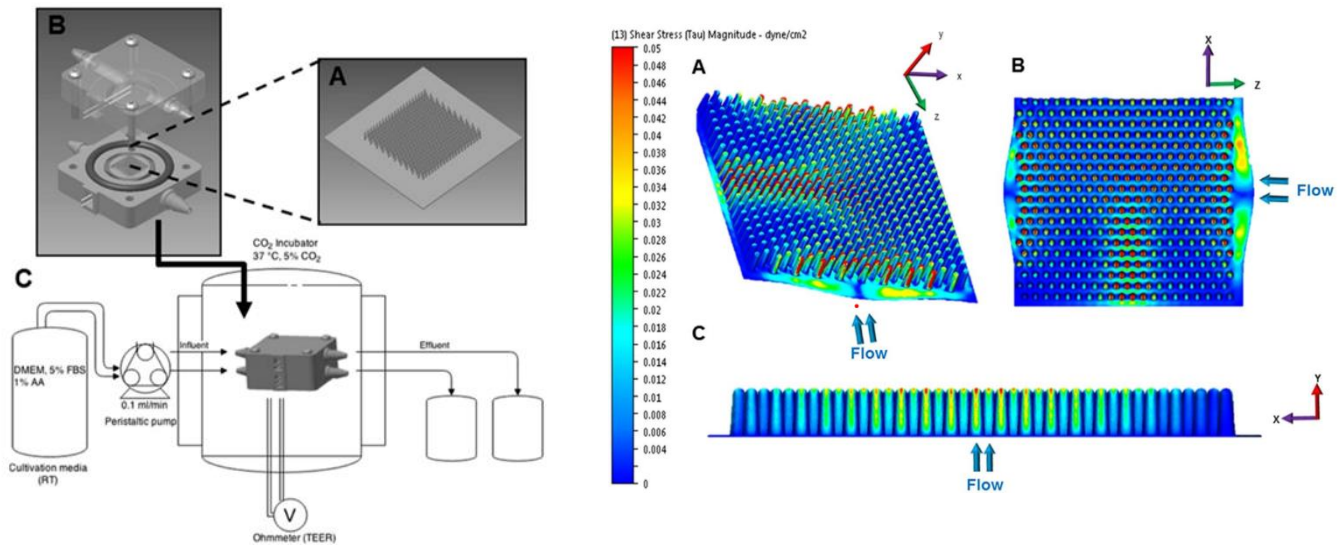 B
A
C
CO2 Incubator
37 °C, 5% CO2
DMEM, 5% FBS
1% AA
Influent
Effluent
0.1 ml/min
Peristaltic pump
Cultivation media
(RT)
V
Ohmmeter (TEER)
(13) Shear Stress (Tau) Magnitude - dyne/cm2
0.05
0.048
0.046
0.044
0.042
0.04
0.038
0.036
0.034
0.032
0.03
0.028
0.026
0.024
0.022
0.02
0.018
0.016
0.014
0.012
0.01
0.008
0.006
0.004
0
A
y
x
z
Flow
B
X
Z
Flow
C
Y
X
Flow